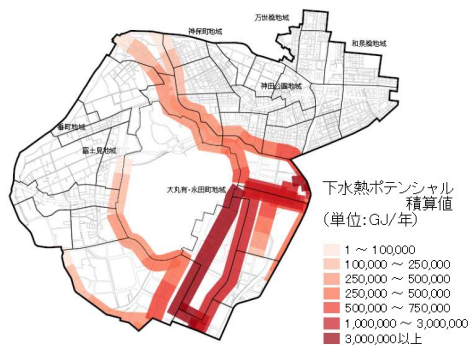 万世橋地域
神保町地域
和泉橋地域
神田公園地域
番町地域
富士見地域
大丸有・永田町地域
下水熱ポテンシャル
積算値
(単位:GJ/年)
1 ~ 100,000
100,000 ~ 250,000
250,000 ~ 500,000
250,000 ~ 500,000
500,000 ~ 750,000
1,000,000 ~ 3,000,000
3,000,000以上